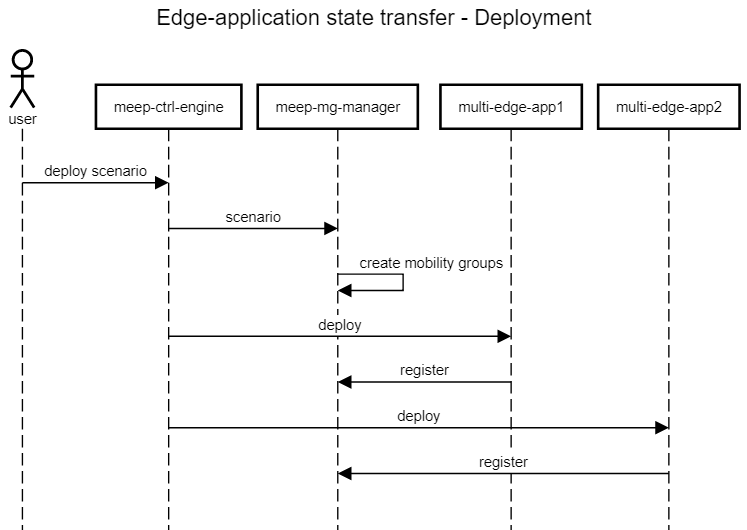 Edge-application state transfer - Deployment
user
meep-ctrl-engine
meep-mg-manager
multi-edge-app1
multi-edge-app2
deploy scenario
scenario
create mobility groups
deploy
register
deploy
register